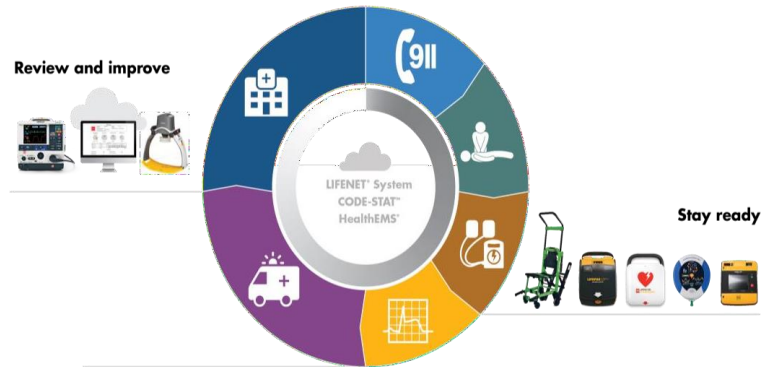 Review and improve
911
LIFENET® System
CODE-STAT™
HealthEMS®
Stay ready